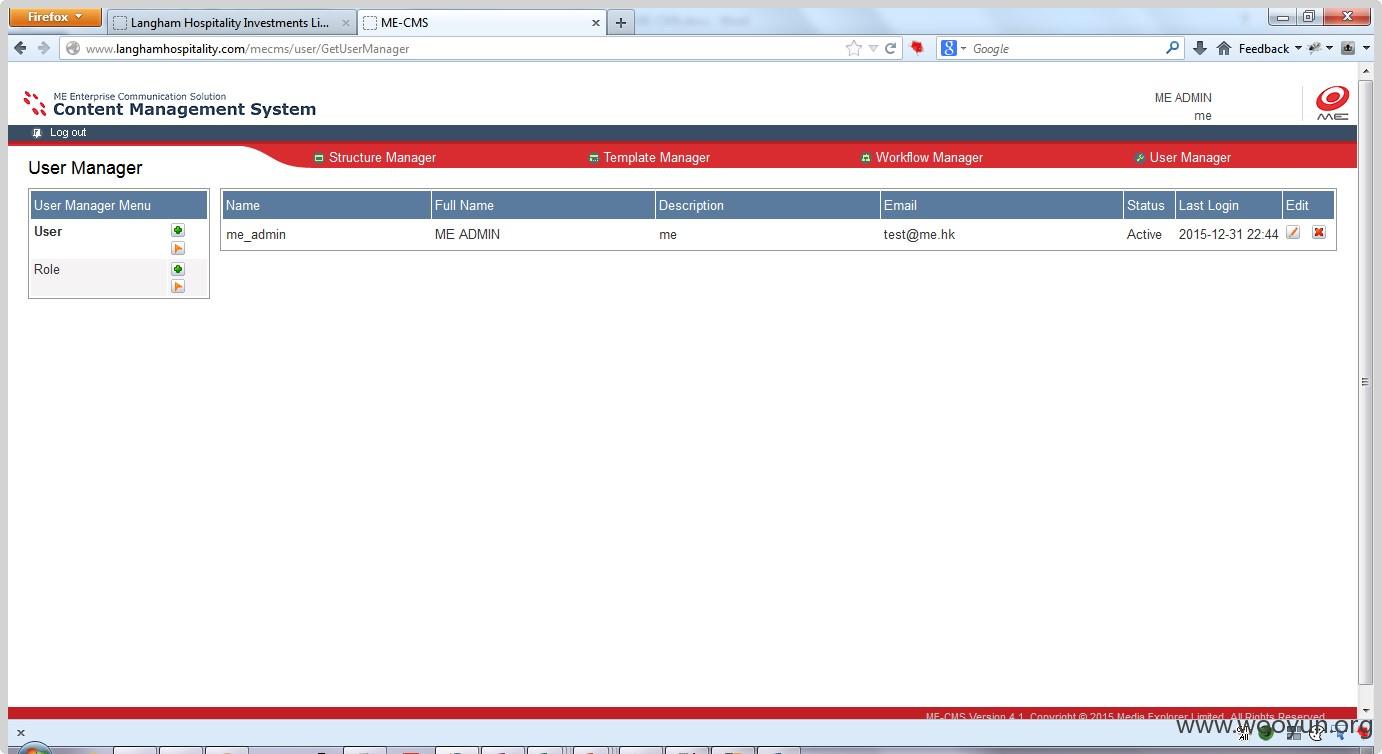 Firefox
Langham Hospitality Investments Li...
ME-CMS
www.langhamhospitality.com/mecms/user/GetUserManager
Google
Feedback
ME Enterprise Communication Solution
Content Management System
ME ADMIN
me
ME
Log out
User Manager
Structure Manager
Template Manager
Workflow Manager
User Manager
User Manager Menu
User
Role
Name Full Name Description Email Status Last Login Edit
me_admin ME ADMIN me test@me.hk Active 2015-12-31 22:44
ME-CMS Version 4.1. Copyright © 2015 Media Explorer Limited. All Rights Reserved.
www.wooyun.org